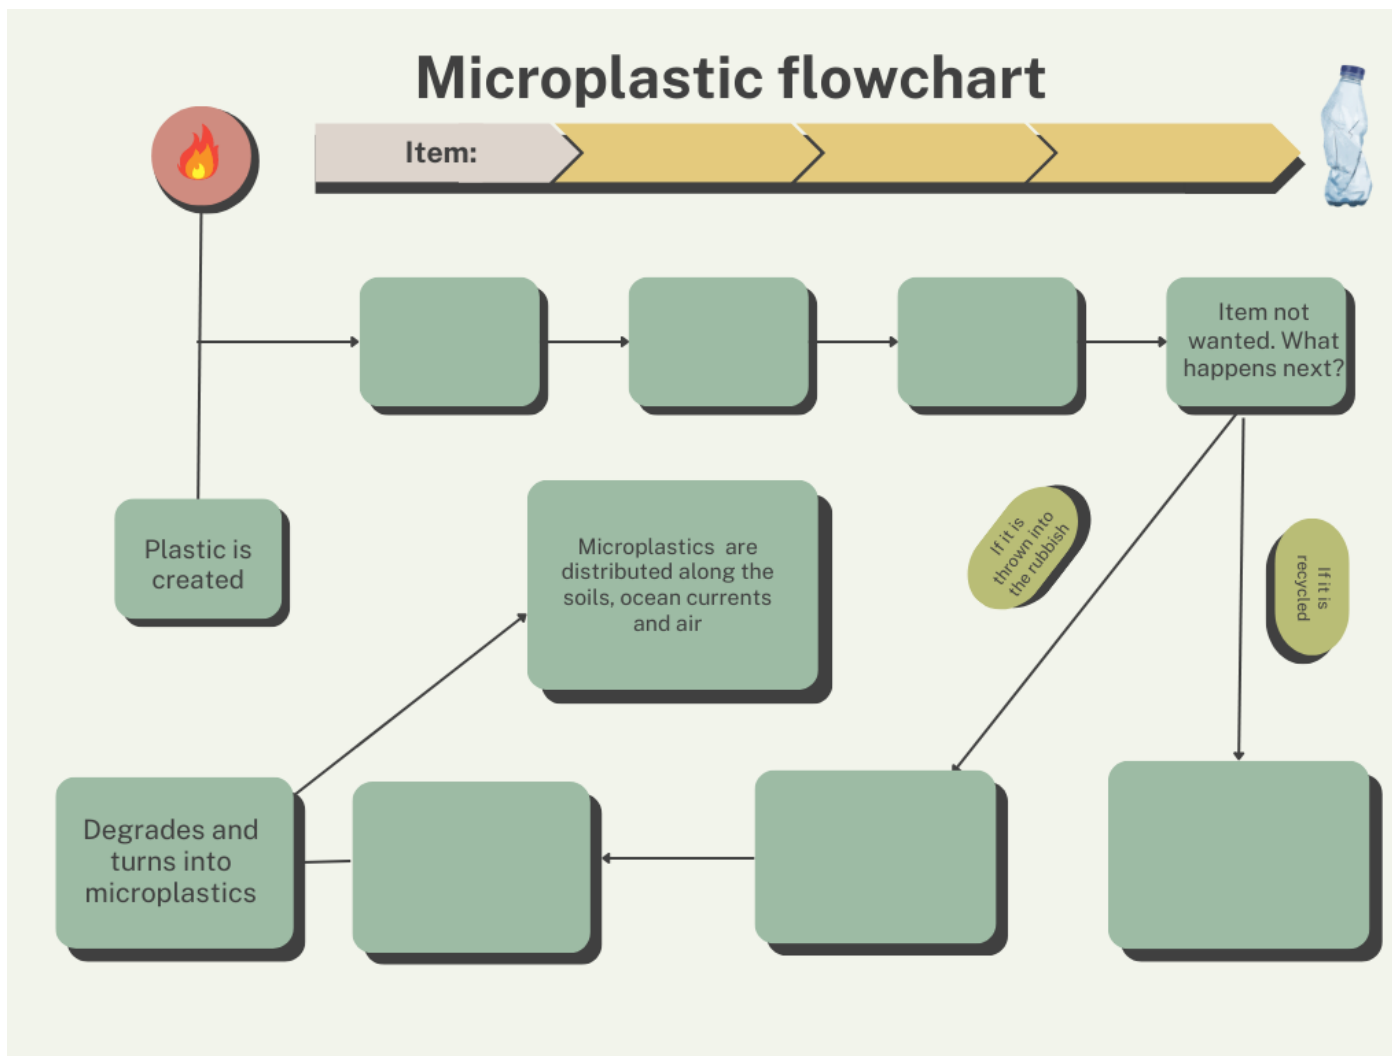 Microplastic flowchart
Item:
Item not
wanted. What
happens next?
Plastic is
created
Microplastics are
distributed along the
soils, ocean currents
and air
If it is
thrown into
the rubbish
If it is
recycled
Degrades and
turns into
microplastics